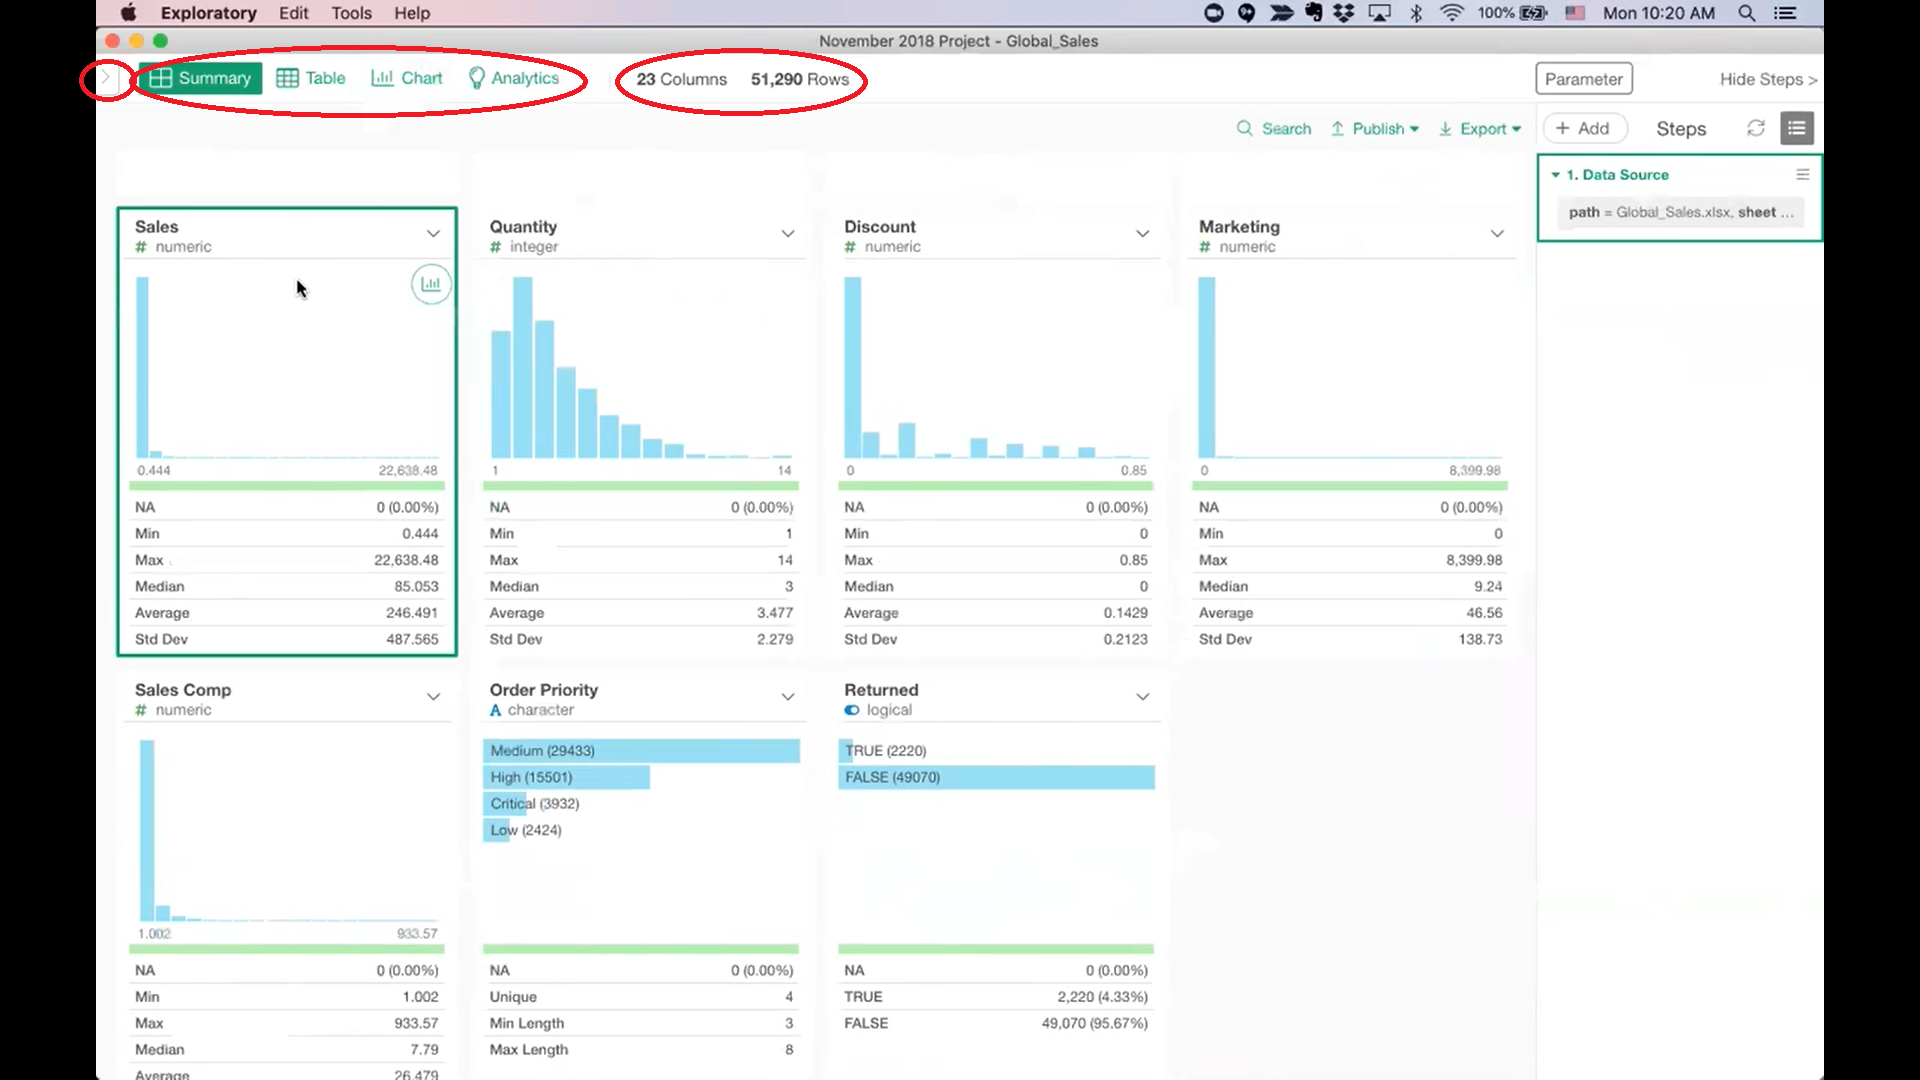 Exploratory Edit Tools Help 100% Mon 10:20 AM
November 2018 Project - Global_Sales
Summary Table Chart Analytics 23 Columns 51,290 Rows Parameter Hide Steps >
Search Publish Export + Add Steps
1. Data Source
path = Global_Sales.xlsx, sheet ...
Sales Quantity Discount Marketing
# numeric # integer # numeric # numeric
0.444 22,638.48 1 14 0 0.85 0 8,399.98
NA 0 (0.00%) NA 0 (0.00%) NA 0 (0.00%) NA 0 (0.00%)
Min 0.444 Min 1 Min 0 Min 0
Max 22,638.48 Max 14 Max 0.85 Max 8,399.98
Median 85.053 Median 3 Median 0 Median 9.24
Average 246.491 Average 3.477 Average 0.1429 Average 46.56
Std Dev 487.565 Std Dev 2.279 Std Dev 0.2123 Std Dev 138.73
Sales Comp Order Priority Returned
# numeric A character logical
Medium (29433) TRUE (2220)
High (15501) FALSE (49070)
Critical (3932)
Low (2424)
1.002 933.57
NA 0 (0.00%) NA 0 (0.00%) NA 0 (0.00%)
Min 1.002 Unique 4 TRUE 2,220 (4.33%)
Max 933.57 Min Length 3 FALSE 49,070 (95.67%)
Median 7.79 Max Length 8
Average 26.479